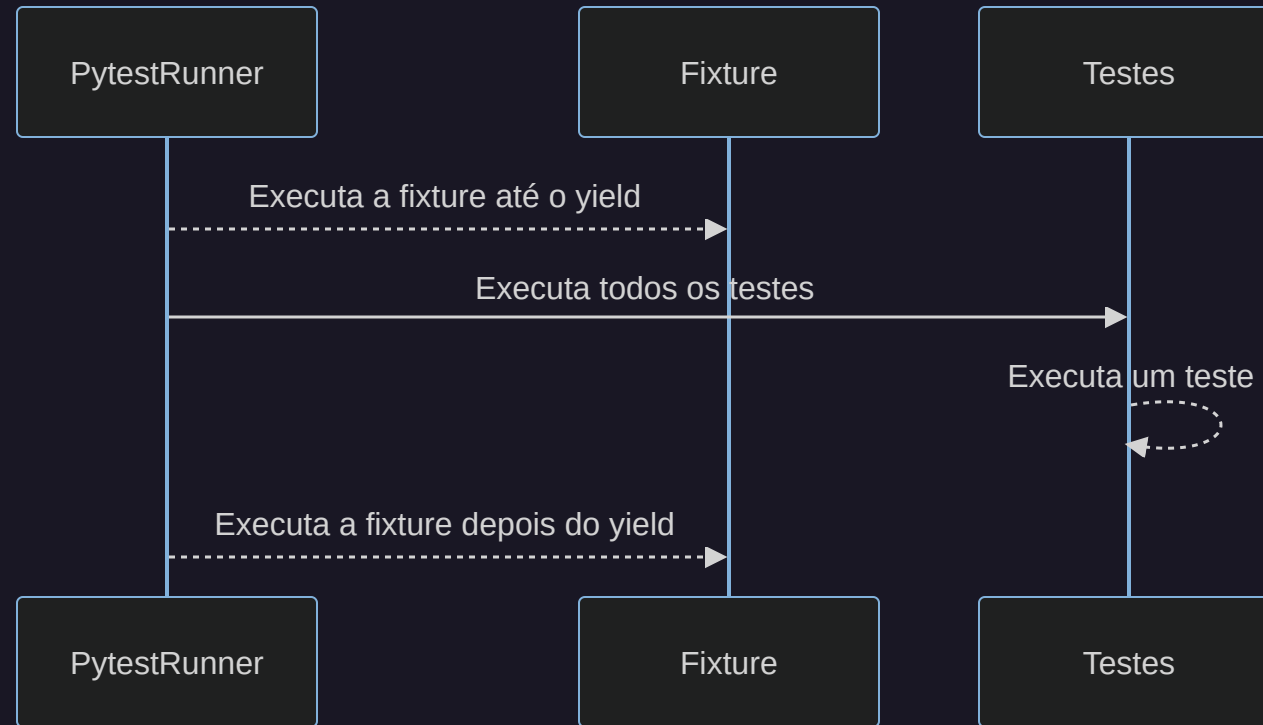 PytestRunner
Fixture
Testes
Executa a fixture até o yield
Executa todos os testes
Executa um teste
Executa a fixture depois do yield
PytestRunner
Fixture
Testes